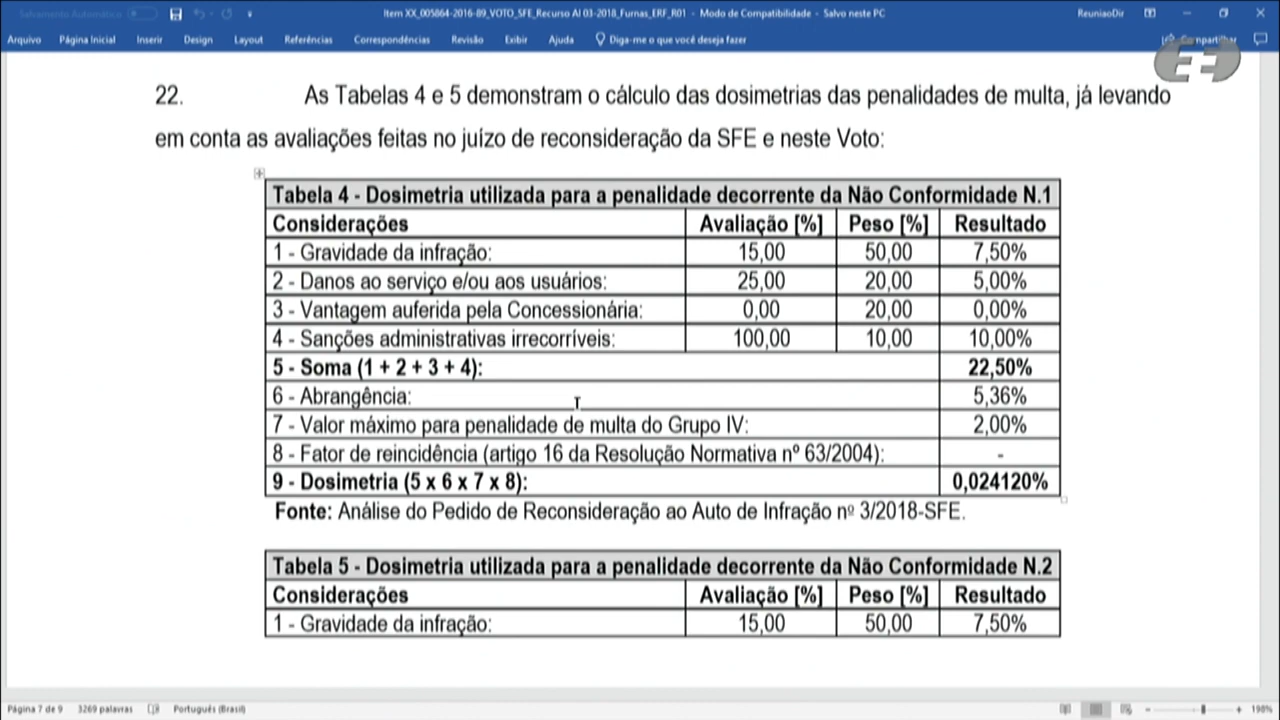 Salvamento Automático
Item XX_005864-2016-89_VOTO_SFE_Recurso AI 03-2018_Furnas_ERF_R01 - Modo de Compatibilidade - Salvo neste PC
ReuniaoDir
Arquivo Página Inicial Inserir Design Layout Referências Correspondências Revisão Exibir Ajuda Diga-me o que você deseja fazer Compartilhar
22. As Tabelas 4 e 5 demonstram o cálculo das dosimetrias das penalidades de multa, já levando
em conta as avaliações feitas no juízo de reconsideração da SFE e neste Voto:
Tabela 4 - Dosimetria utilizada para a penalidade decorrente da Não Conformidade N.1
Considerações Avaliação [%] Peso [%] Resultado
1 - Gravidade da infração: 15,00 50,00 7,50%
2 - Danos ao serviço e/ou aos usuários: 25,00 20,00 5,00%
3 - Vantagem auferida pela Concessionária: 0,00 20,00 0,00%
4 - Sanções administrativas irrecorríveis: 100,00 10,00 10,00%
5 - Soma (1 + 2 + 3 + 4): 22,50%
6 - Abrangência: 5,36%
7 - Valor máximo para penalidade de multa do Grupo IV: 2,00%
8 - Fator de reincidência (artigo 16 da Resolução Normativa nº 63/2004): -
9 - Dosimetria (5 x 6 x 7 x 8): 0,024120%
Fonte: Análise do Pedido de Reconsideração ao Auto de Infração nº 3/2018-SFE.
Tabela 5 - Dosimetria utilizada para a penalidade decorrente da Não Conformidade N.2
Considerações Avaliação [%] Peso [%] Resultado
1 - Gravidade da infração: 15,00 50,00 7,50%
Página 7 de 9 3269 palavras Português (Brasil) 198%